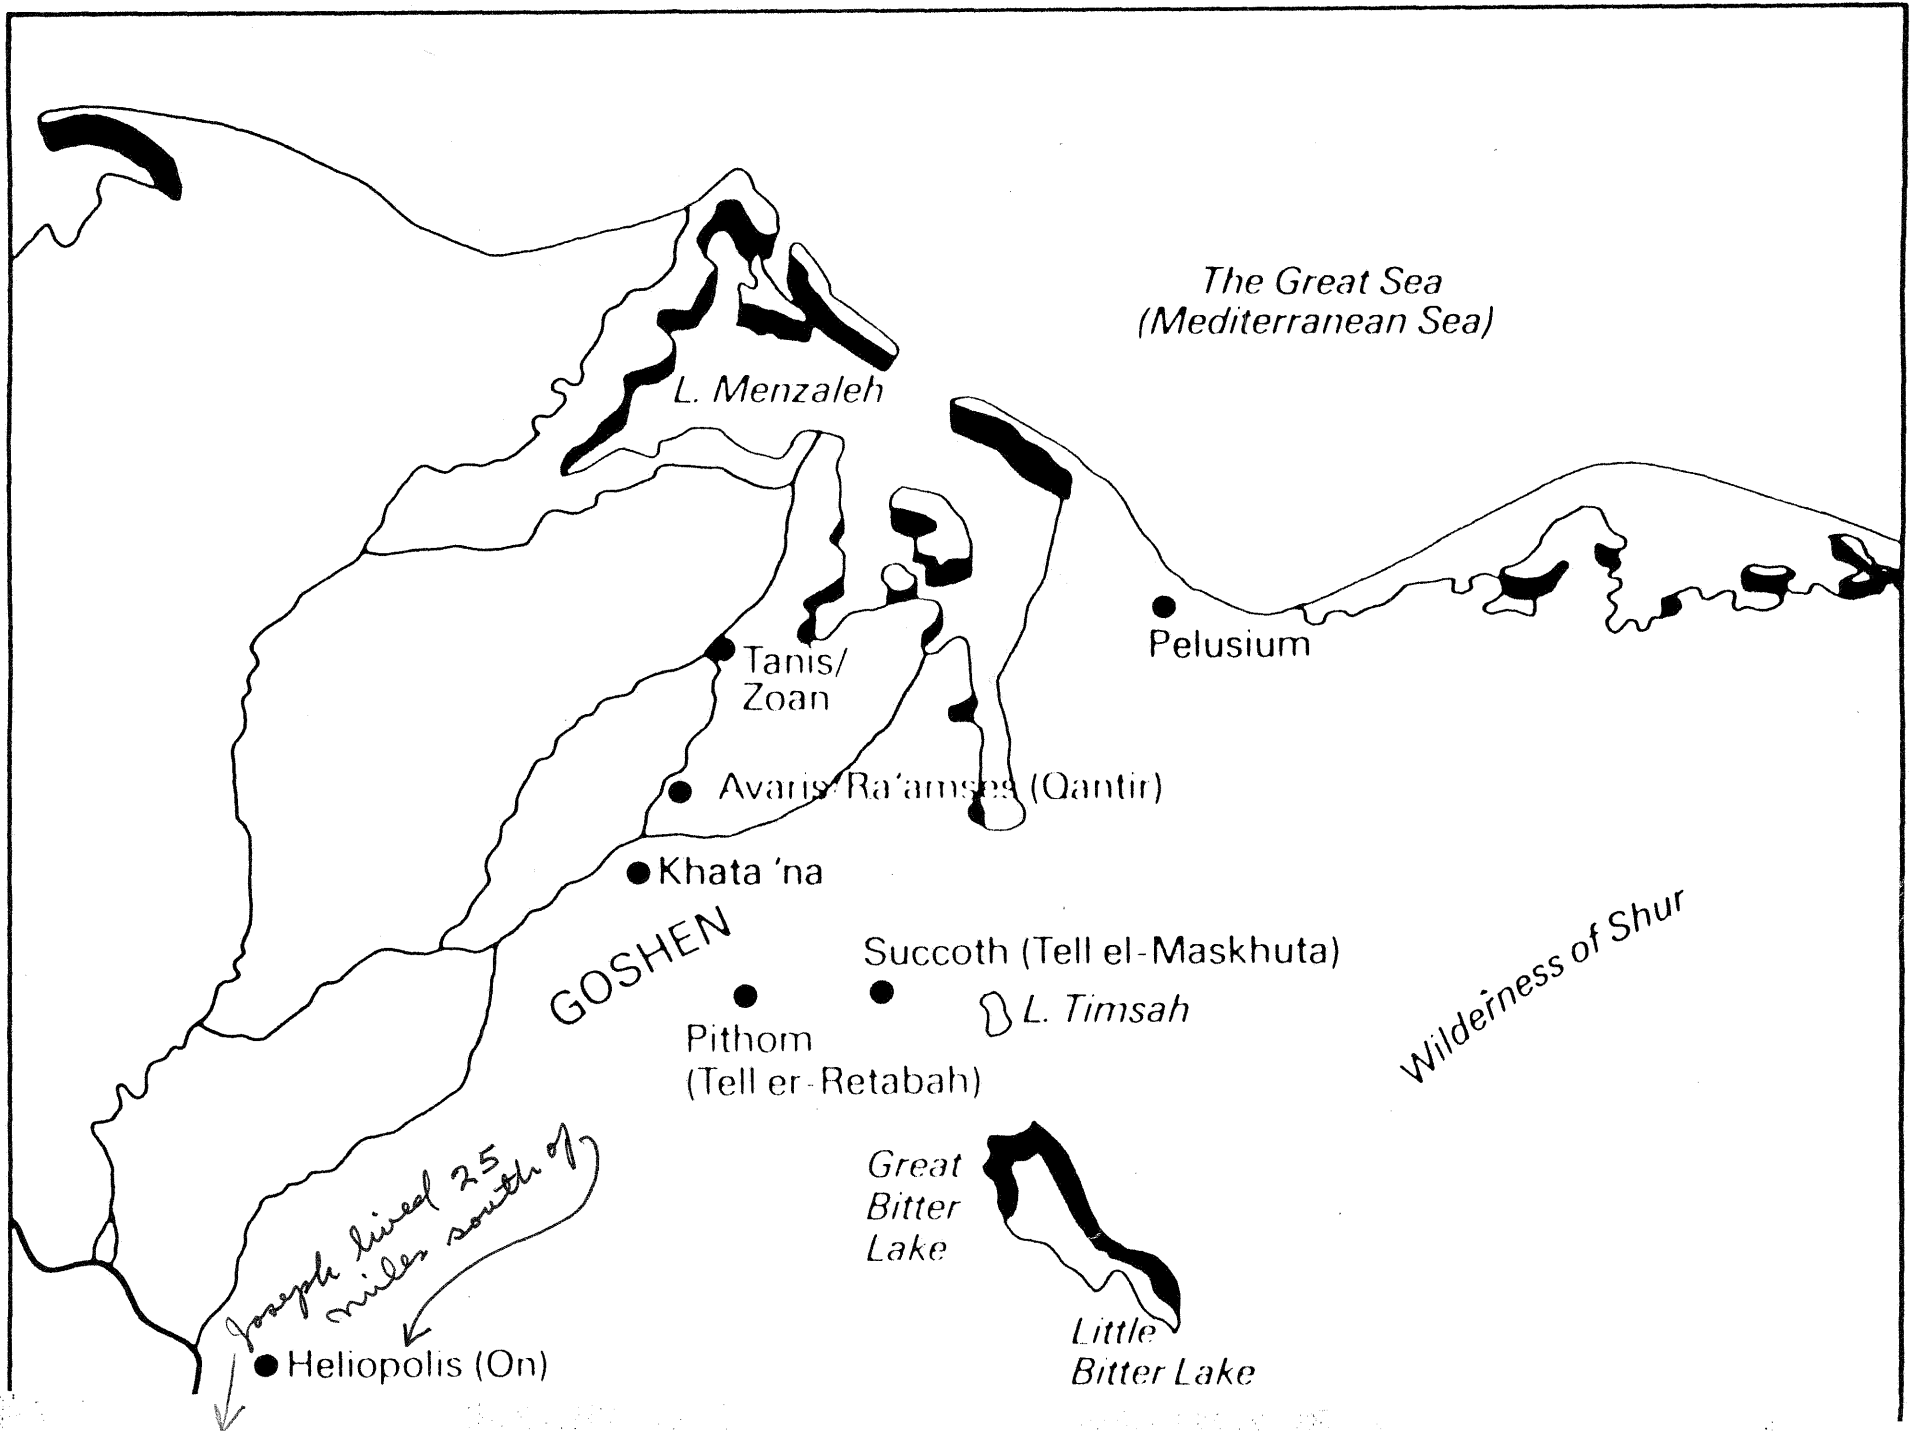 The Great Sea
(Mediterranean Sea)
L. Menzaleh
Pelusium
Tanis/
Zoan
Avaris/Ra'amses (Qantir)
Khata 'na
GOSHEN
Succoth (Tell el-Maskhuta)
L. Timsah
Pithom
(Tell er-Retabah)
Wilderness of Shur
Great
Bitter
Lake
Little
Bitter Lake
Joseph lived 25
miles south of
Heliopolis (On)